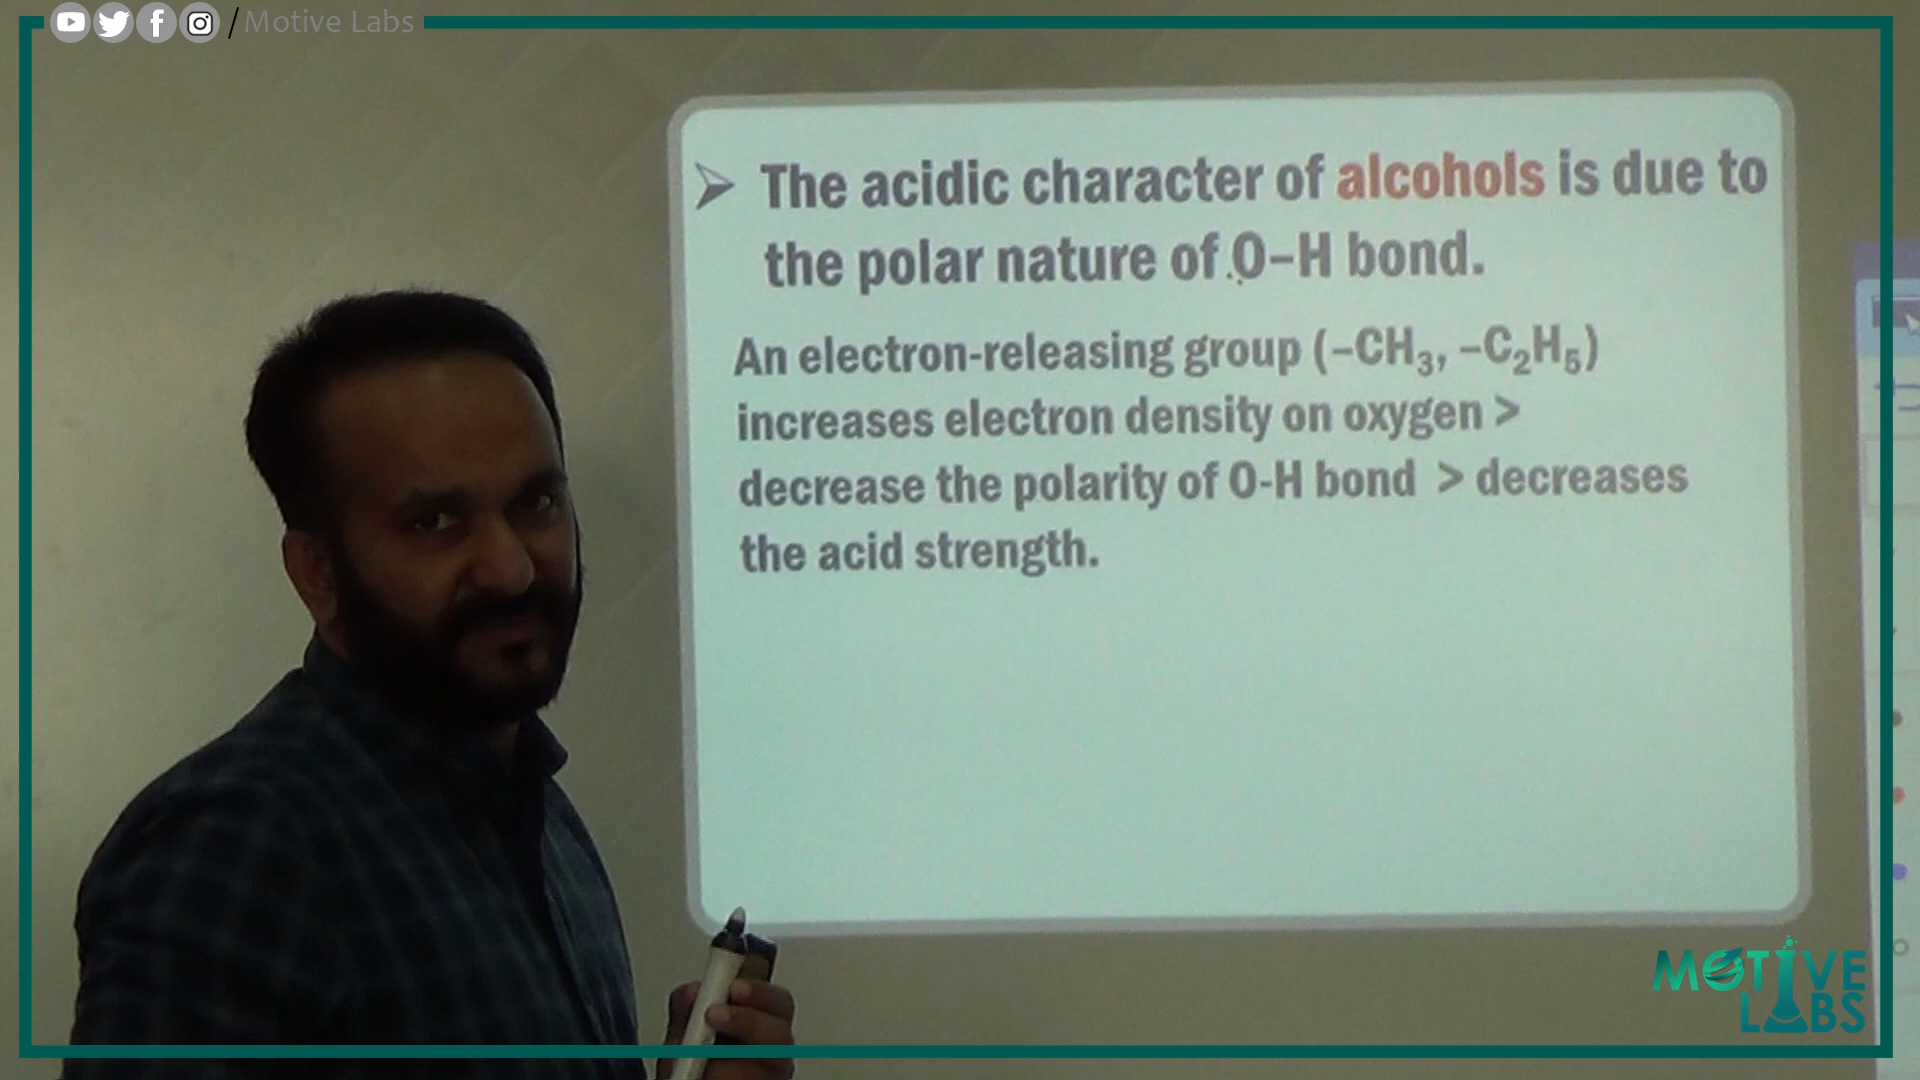 / Motive Labs
The acidic character of alcohols is due to
the polar nature of O–H bond.
An electron-releasing group (–CH₃, –C₂H₅)
increases electron density on oxygen >
decrease the polarity of O-H bond > decreases
the acid strength.
MOTIVE
LABS